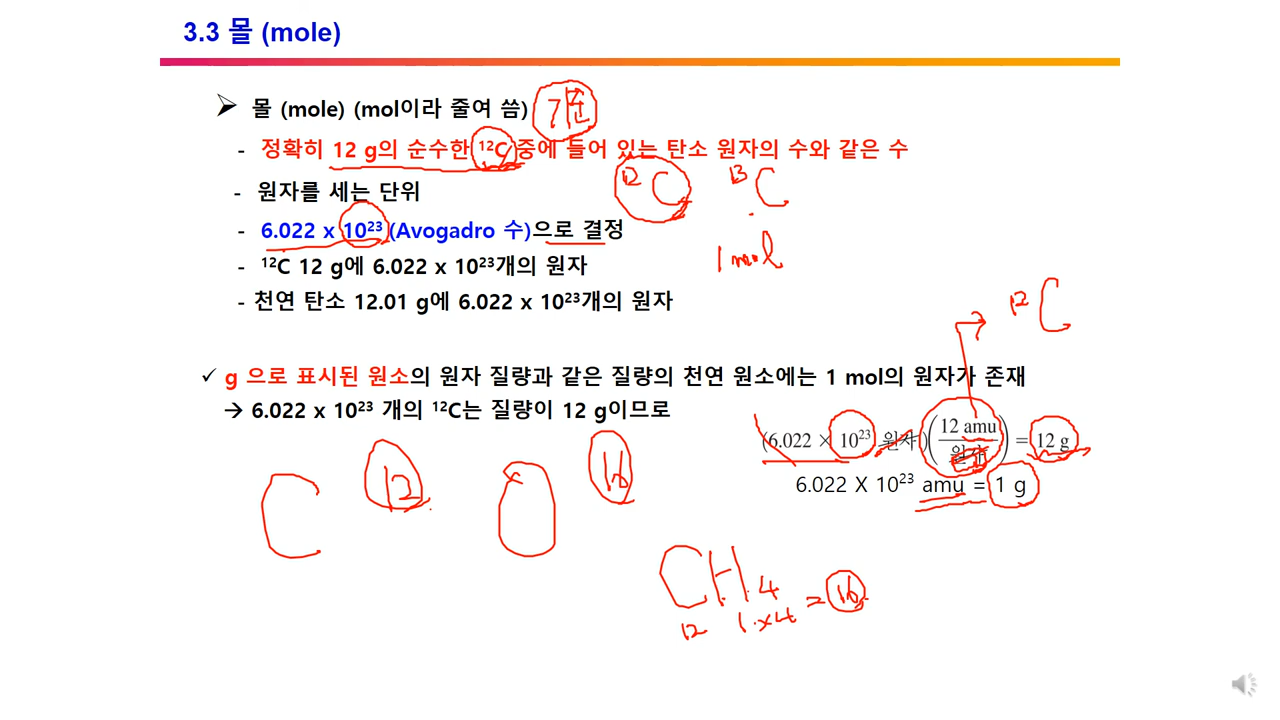 3.3 몰 (mole)
➢ 몰 (mole) (mol이라 줄여 씀) 기준
- 정확히 12 g의 순수한 ¹²C 중에 들어 있는 탄소 원자의 수와 같은 수
- 원자를 세는 단위
¹²C ¹³C
- 6.022 x 10²³ (Avogadro 수)으로 결정
1 mol
- ¹²C 12 g에 6.022 x 10²³개의 원자
- 천연 탄소 12.01 g에 6.022 x 10²³개의 원자
¹²C
✓ g 으로 표시된 원소의 원자 질량과 같은 질량의 천연 원소에는 1 mol의 원자가 존재
→ 6.022 x 10²³ 개의 ¹²C는 질량이 12 g이므로
(6.022 × 10²³ 원자)(12 amu/원자) = 12 g
6.022 X 10²³ amu = 1 g
C 12 O 16
CH₄
12 1×4 = 16